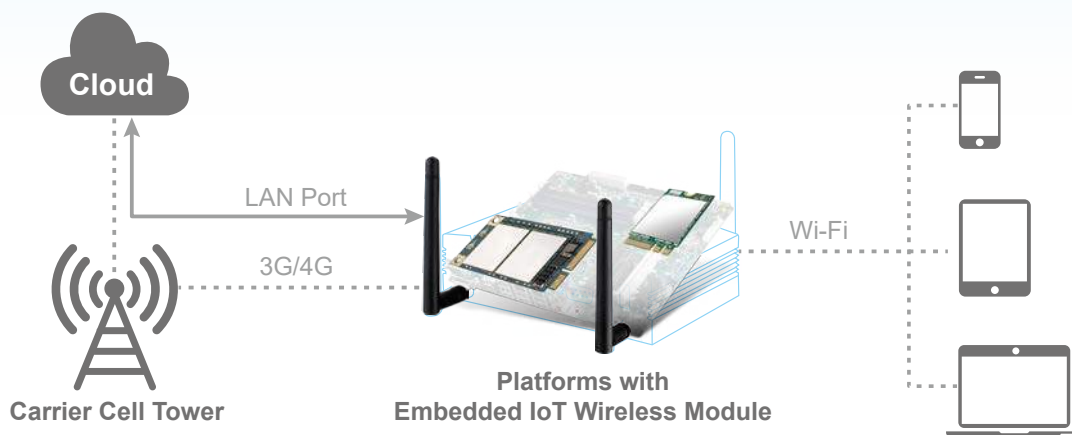 Cloud
LAN Port
Wi-Fi
3G/4G
Platforms with
Embedded IoT Wireless Module
Carrier Cell Tower